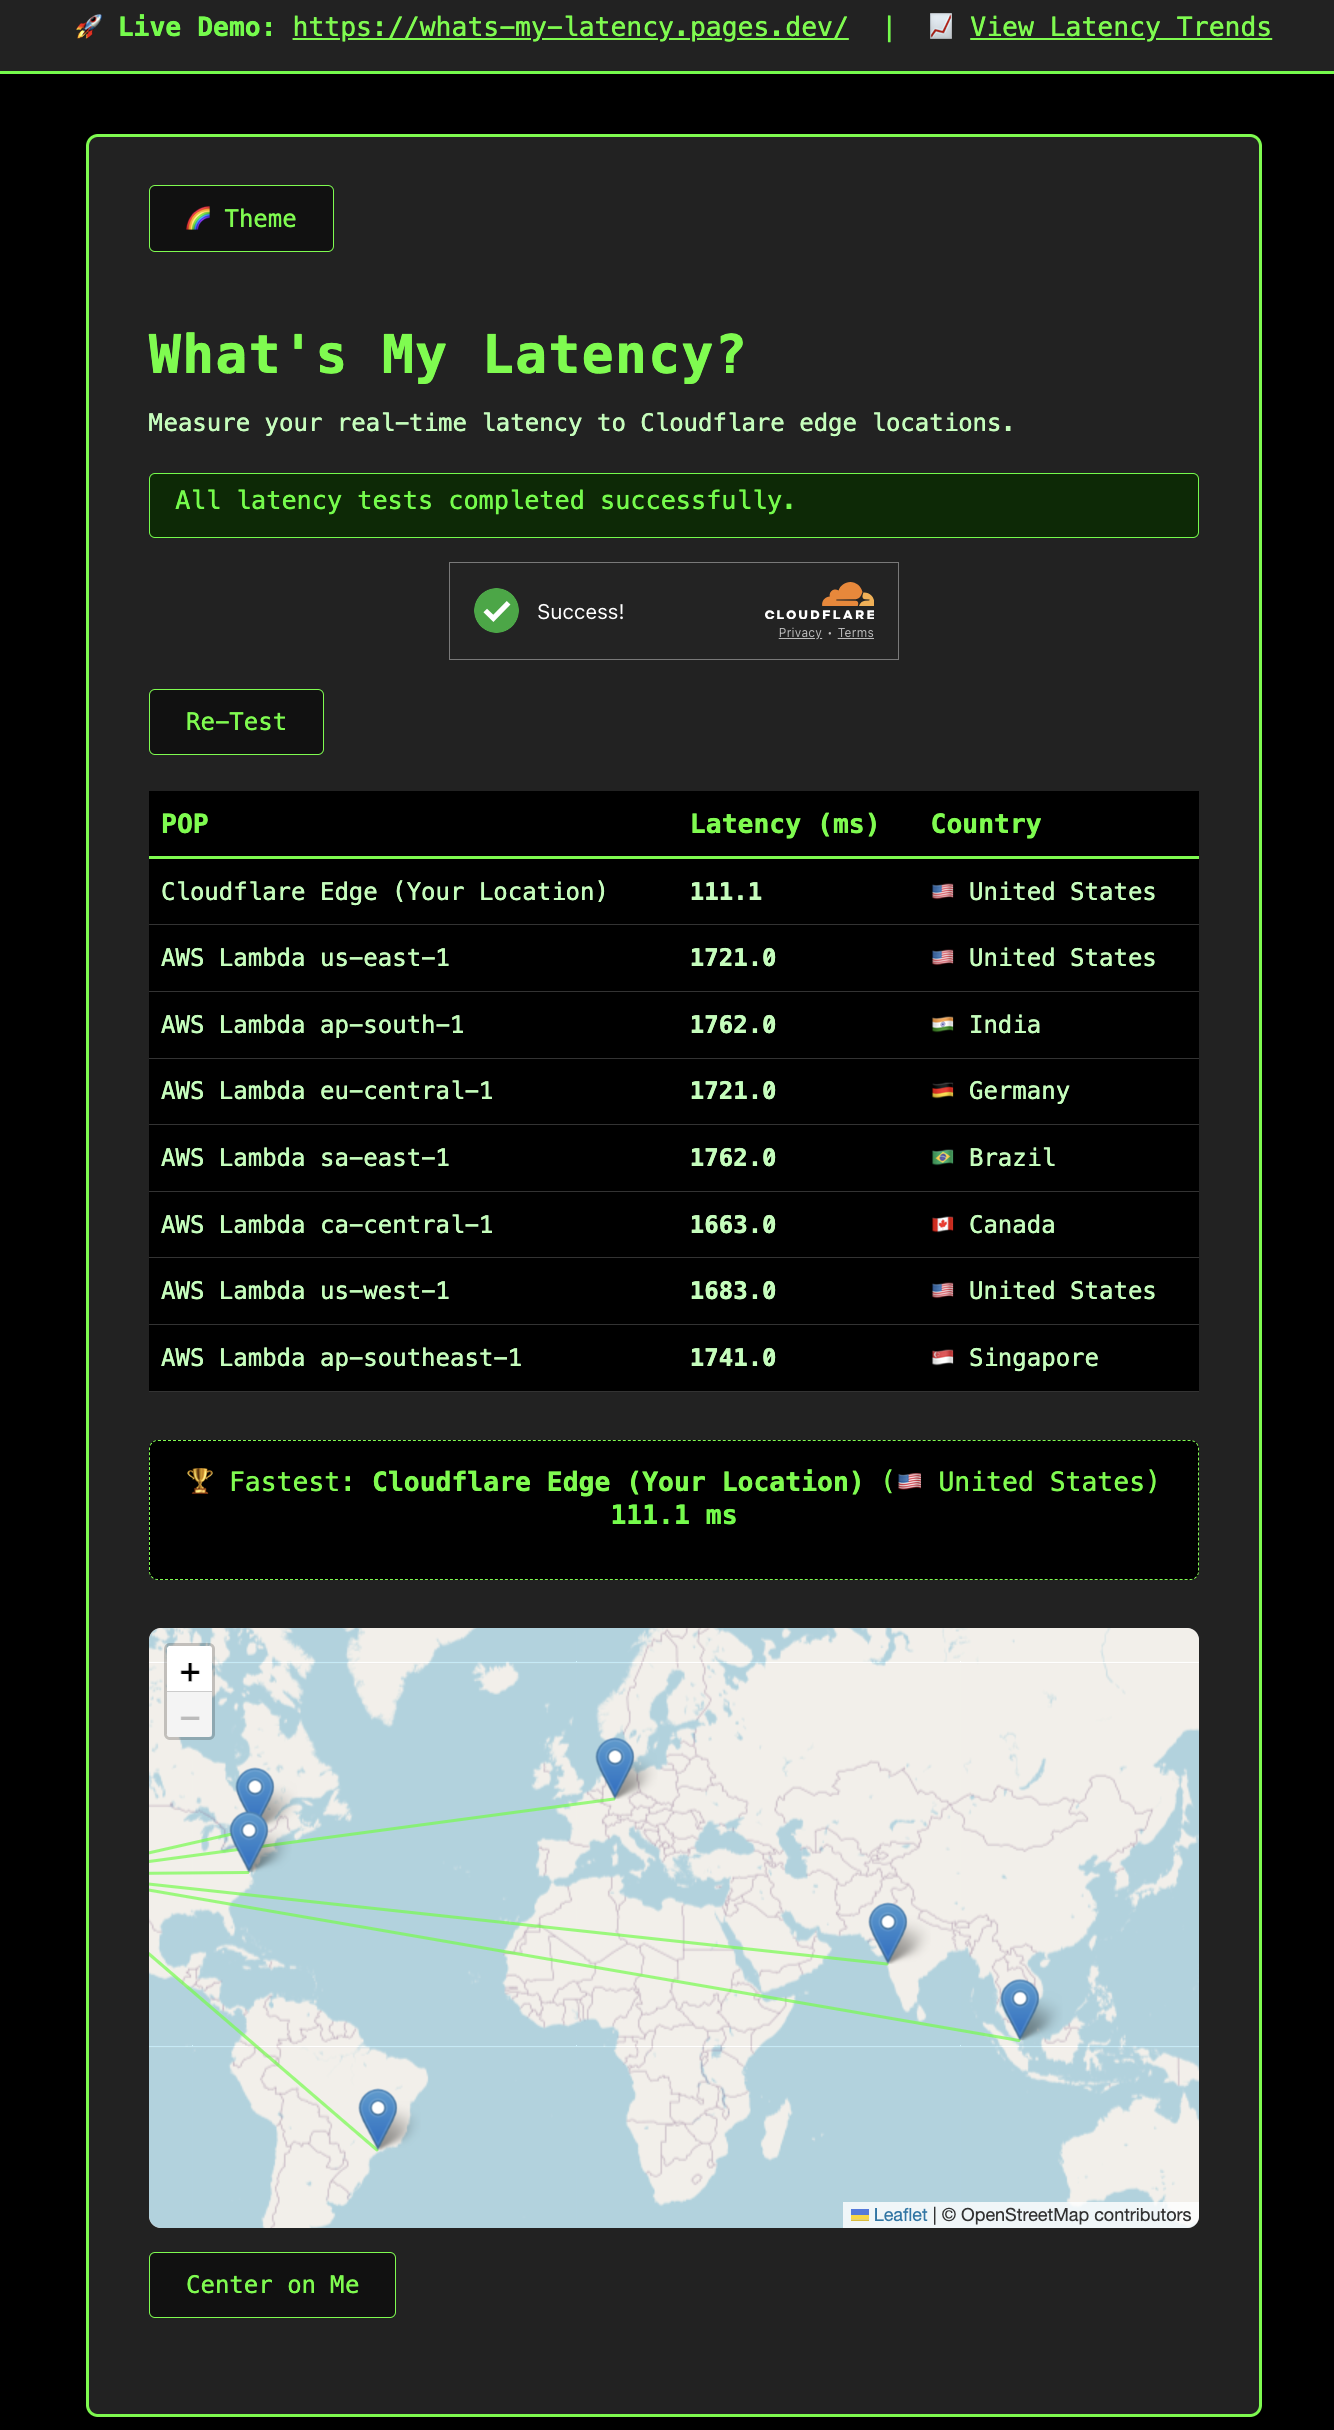 🚀 Live Demo: https://whats-my-latency.pages.dev/ | 📈 View Latency Trends
🌈 Theme
What's My Latency?
Measure your real-time latency to Cloudflare edge locations.
All latency tests completed successfully.
Success!
CLOUDFLARE
Privacy • Terms
Re-Test
POP Latency (ms) Country
Cloudflare Edge (Your Location) 111.1 🇺🇸 United States
AWS Lambda us-east-1 1721.0 🇺🇸 United States
AWS Lambda ap-south-1 1762.0 🇮🇳 India
AWS Lambda eu-central-1 1721.0 🇩🇪 Germany
AWS Lambda sa-east-1 1762.0 🇧🇷 Brazil
AWS Lambda ca-central-1 1663.0 🇨🇦 Canada
AWS Lambda us-west-1 1683.0 🇺🇸 United States
AWS Lambda ap-southeast-1 1741.0 🇸🇬 Singapore
🏆 Fastest: Cloudflare Edge (Your Location) (🇺🇸 United States)
111.1 ms
+
−
Leaflet | © OpenStreetMap contributors
Center on Me